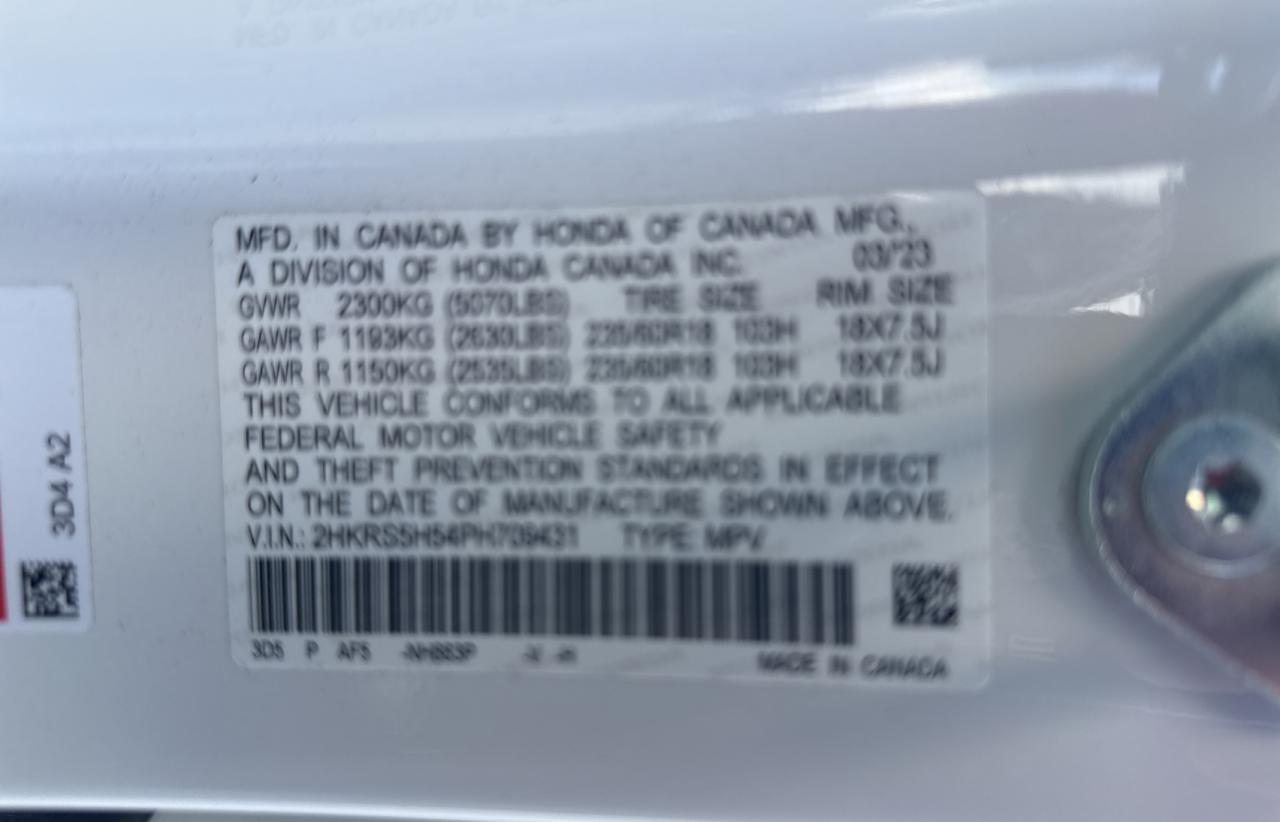 MFD. IN CANADA BY HONDA OF CANADA MFG.,
A DIVISION OF HONDA CANADA INC. 03/23
GVWR 2300KG (5070LBS) TIRE SIZE RIM SIZE
GAWR F 1193KG (2630LBS) 235/60R18 103H 18X7.5J
GAWR R 1150KG (2535LBS) 235/60R18 103H 18X7.5J
THIS VEHICLE CONFORMS TO ALL APPLICABLE
FEDERAL MOTOR VEHICLE SAFETY
AND THEFT PREVENTION STANDARDS IN EFFECT
ON THE DATE OF MANUFACTURE SHOWN ABOVE.
V.I.N.: 2HKRS5H54PH709431 TYPE: MPV
3D5 P AF5 -NH883P
MADE IN CANADA
3D4 A2